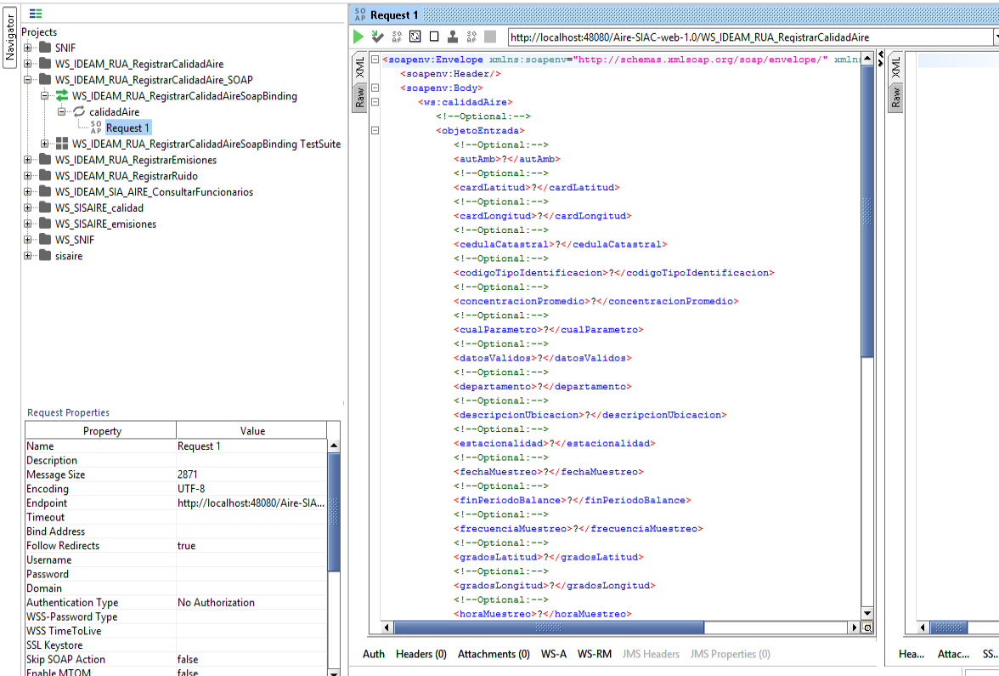 Navigator
Projects
SNIF
WS_IDEAM_RUA_RegistrarCalidadAire
WS_IDEAM_RUA_RegistrarCalidadAire_SOAP
WS_IDEAM_RUA_RegistrarCalidadAireSoapBinding
calidadAire
SO
AP
Request 1
WS_IDEAM_RUA_RegistrarCalidadAireSoapBinding TestSuite
WS_IDEAM_RUA_RegistrarEmisiones
WS_IDEAM_RUA_RegistrarRuido
WS_IDEAM_SIA_AIRE_ConsultarFuncionarios
WS_SISAIRE_calidad
WS_SISAIRE_emisiones
WS_SNIF
sisaire
Request Properties
Property Value
Name Request 1
Description
Message Size 2871
Encoding UTF-8
Endpoint http://localhost:48080/Aire-SIA...
Timeout
Bind Address
Follow Redirects true
Username
Password
Domain
Authentication Type No Authorization
WSS-Password Type
WSS TimeToLive
SSL Keystore
Skip SOAP Action false
Enable MTOM false
SO
AP
Request 1
http://localhost:48080/Aire-SIAC-web-1.0/WS_IDEAM_RUA_RegistrarCalidadAire
XML
Raw
<soapenv:Envelope xmlns:soapenv="http://schemas.xmlsoap.org/soap/envelope/" xmlns
<soapenv:Header/>
<soapenv:Body>
<ws:calidadAire>
<!--Optional:-->
<objetoEntrada>
<!--Optional:-->
<autAmb>?</autAmb>
<!--Optional:-->
<cardLatitud>?</cardLatitud>
<!--Optional:-->
<cardLongitud>?</cardLongitud>
<!--Optional:-->
<cedulaCatastral>?</cedulaCatastral>
<!--Optional:-->
<codigoTipoIdentificacion>?</codigoTipoIdentificacion>
<!--Optional:-->
<concentracionPromedio>?</concentracionPromedio>
<!--Optional:-->
<cualParametro>?</cualParametro>
<!--Optional:-->
<datosValidos>?</datosValidos>
<!--Optional:-->
<departamento>?</departamento>
<!--Optional:-->
<descripcionUbicacion>?</descripcionUbicacion>
<!--Optional:-->
<estacionalidad>?</estacionalidad>
<!--Optional:-->
<fechaMuestreo>?</fechaMuestreo>
<!--Optional:-->
<finPeriodoBalance>?</finPeriodoBalance>
<!--Optional:-->
<frecuenciaMuestreo>?</frecuenciaMuestreo>
<!--Optional:-->
<gradosLatitud>?</gradosLatitud>
<!--Optional:-->
<gradosLongitud>?</gradosLongitud>
<!--Optional:-->
<horaMuestreo>?</horaMuestreo>
Auth Headers (0) Attachments (0) WS-A WS-RM JMS Headers JMS Properties (0)
XML
Raw
Hea... Attac... SS...